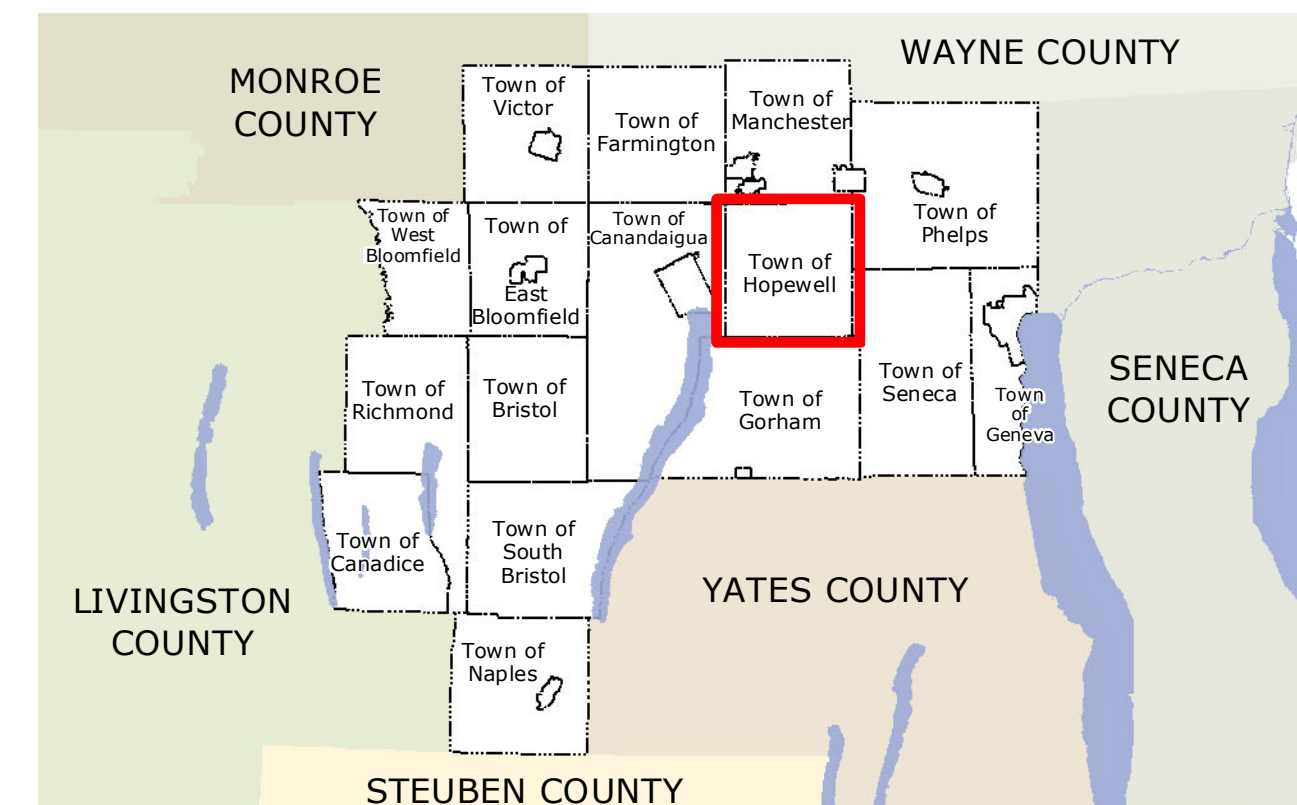 WAYNE COUNTY
MONROE
COUNTY
Town of
Victor
Town of
Farmington
Town of
Manchester
Town of
Phelps
Town of
West
Bloomfield
Town of
East
Bloomfield
Town of
Canandaigua
Town of
Hopewell
Town of
Richmond
Town of
Bristol
Town of
Gorham
Town of
Seneca
Town
of
Geneva
SENECA
COUNTY
Town of
Canadice
Town of
South
Bristol
YATES COUNTY
LIVINGSTON
COUNTY
Town of
Naples
STEUBEN COUNTY